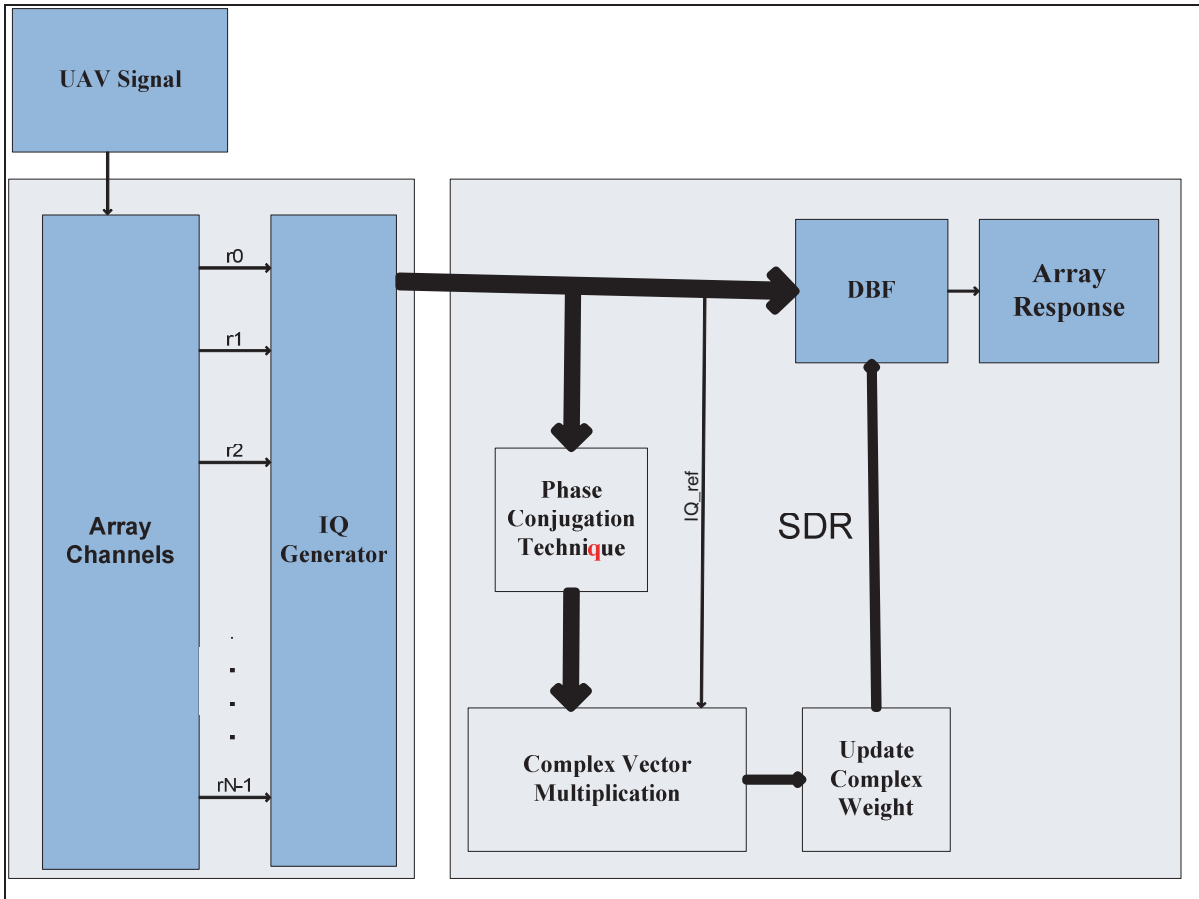 UAV Signal
r0
r1
r2
rN-1
Array
Channels
IQ
Generator
DBF
Array
Response
Phase
Conjugation
Technique
IQ_ref
SDR
Complex Vector
Multiplication
Update
Complex
Weight